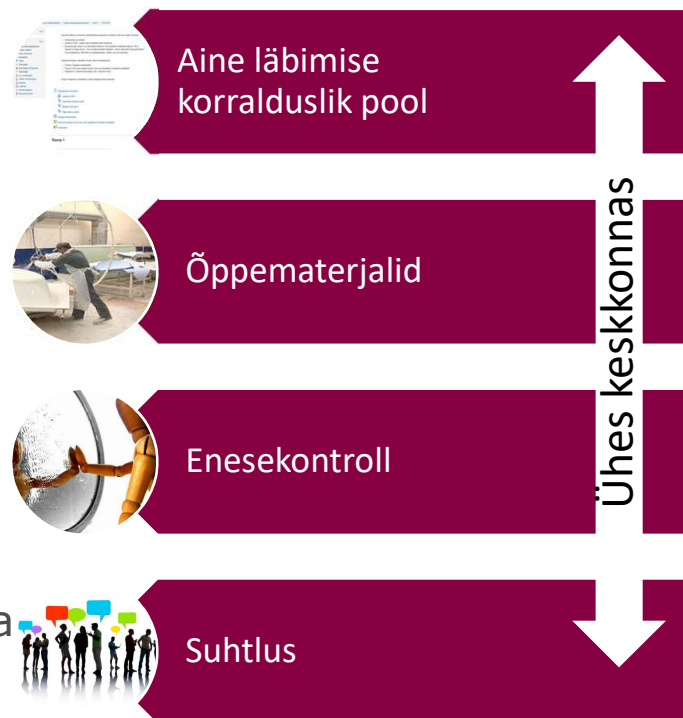 Aine läbimise
korralduslik pool
Õppematerjalid
Enesekontroll
a
Suhtlus
Ühes keskkonnas